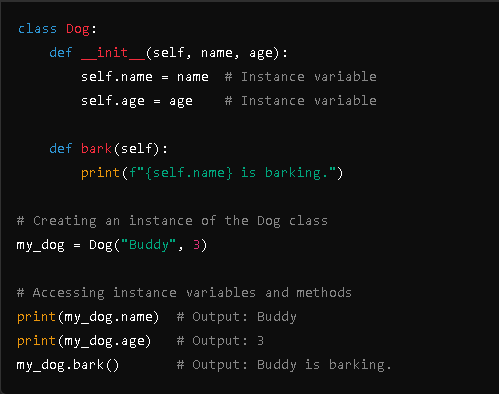 class Dog:
    def __init__(self, name, age):
        self.name = name  # Instance variable
        self.age = age    # Instance variable

    def bark(self):
        print(f"{self.name} is barking.")

# Creating an instance of the Dog class
my_dog = Dog("Buddy", 3)

# Accessing instance variables and methods
print(my_dog.name)  # Output: Buddy
print(my_dog.age)   # Output: 3
my_dog.bark()       # Output: Buddy is barking.